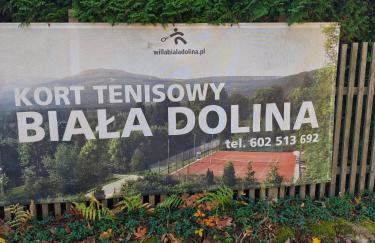 willabialadolina.pl
KORT TENISOWY
BIAŁA DOLINA
tel. 602 513 692